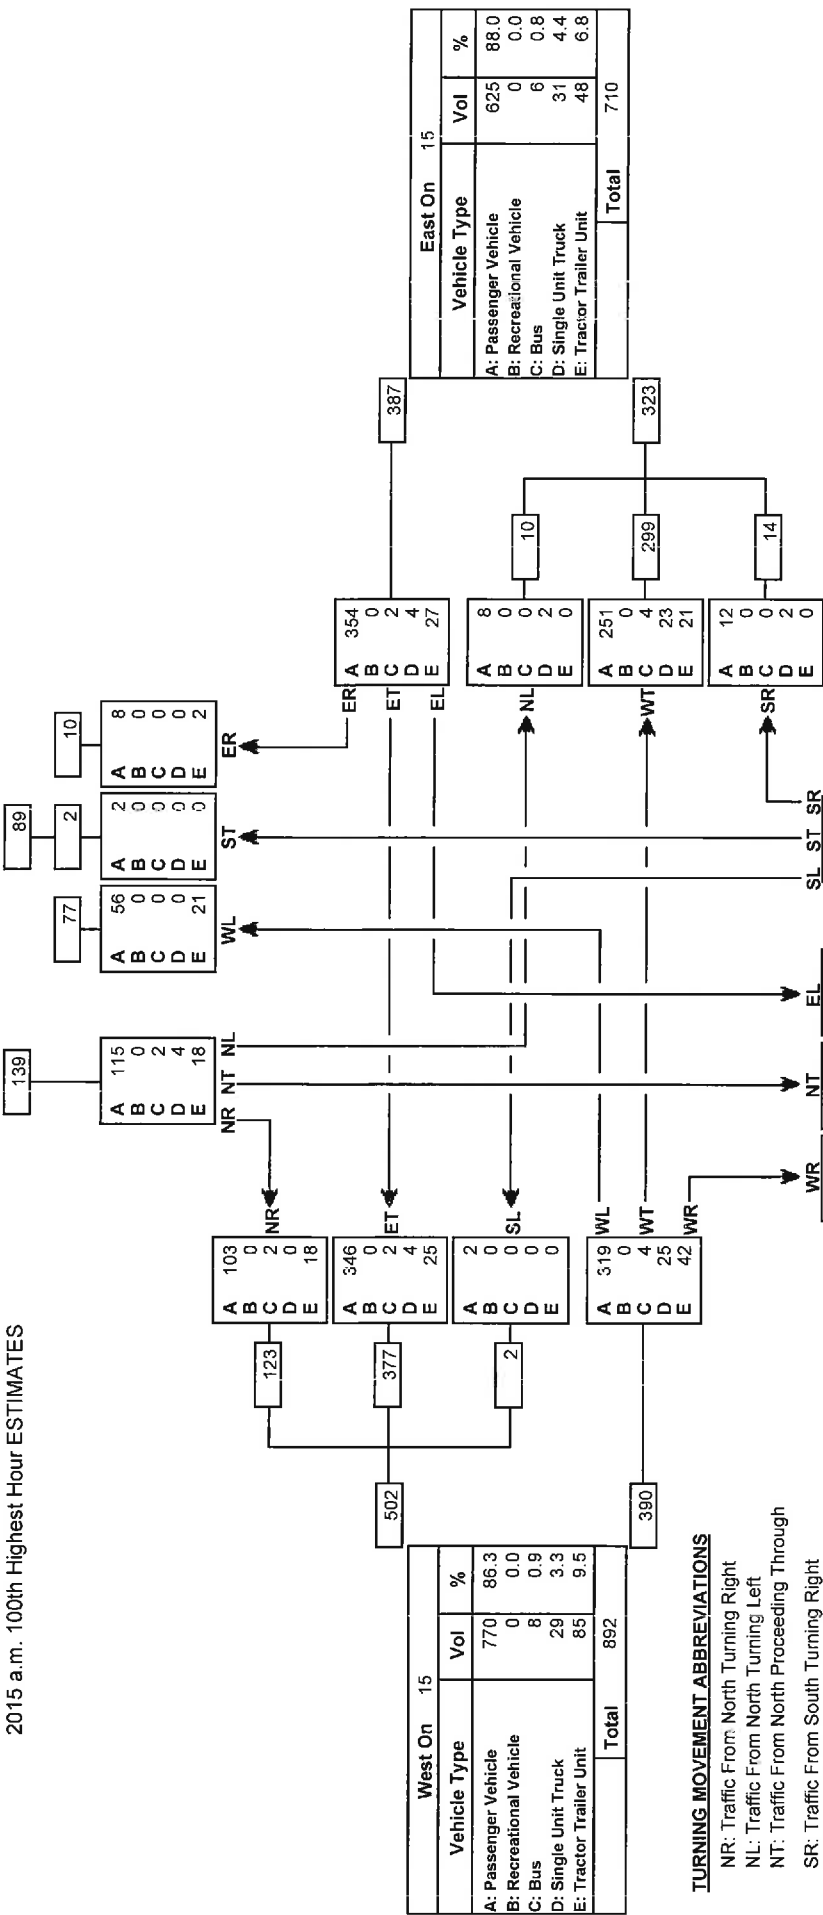 2015 a.m. 100th Highest Hour ESTIMATES
139
A 115
B 0
C 2
D 4
E 18
NR NT NL
89
77
A 56
B 0
C 0
D 0
E 21
WL
2
A 2
B 0
C 0
D 0
E 0
ST
10
A 8
B 0
C 0
D 0
E 2
ER
502
123
A 103
B 0
C 2
D 0
E 18
NR
377
A 346
B 0
C 2
D 4
E 25
ET
2
A 2
B 0
C 0
D 0
E 0
SL
390
A 319
B 0
C 4
D 25
E 42
WL
WT
WR
ER
ET
EL
A 354
B 0
C 2
D 4
E 27
387
NL
A 8
B 0
C 0
D 2
E 0
10
WT
A 251
B 0
C 4
D 23
E 21
299
SR
A 12
B 0
C 0
D 2
E 0
14
323
West On 15
Vehicle Type Vol %
A: Passenger Vehicle 770 86.3
B: Recreational Vehicle 0 0.0
C: Bus 8 0.9
D: Single Unit Truck 29 3.3
E: Tractor Trailer Unit 85 9.5
Total 892
East On 15
Vehicle Type Vol %
A: Passenger Vehicle 625 88.0
B: Recreational Vehicle 0 0.0
C: Bus 6 0.8
D: Single Unit Truck 31 4.4
E: Tractor Trailer Unit 48 6.8
Total 710
WR NT EL SL ST SR
TURNING MOVEMENT ABBREVIATIONS
NR: Traffic From North Turning Right
NL: Traffic From North Turning Left
NT: Traffic From North Proceeding Through
SR: Traffic From South Turning Right